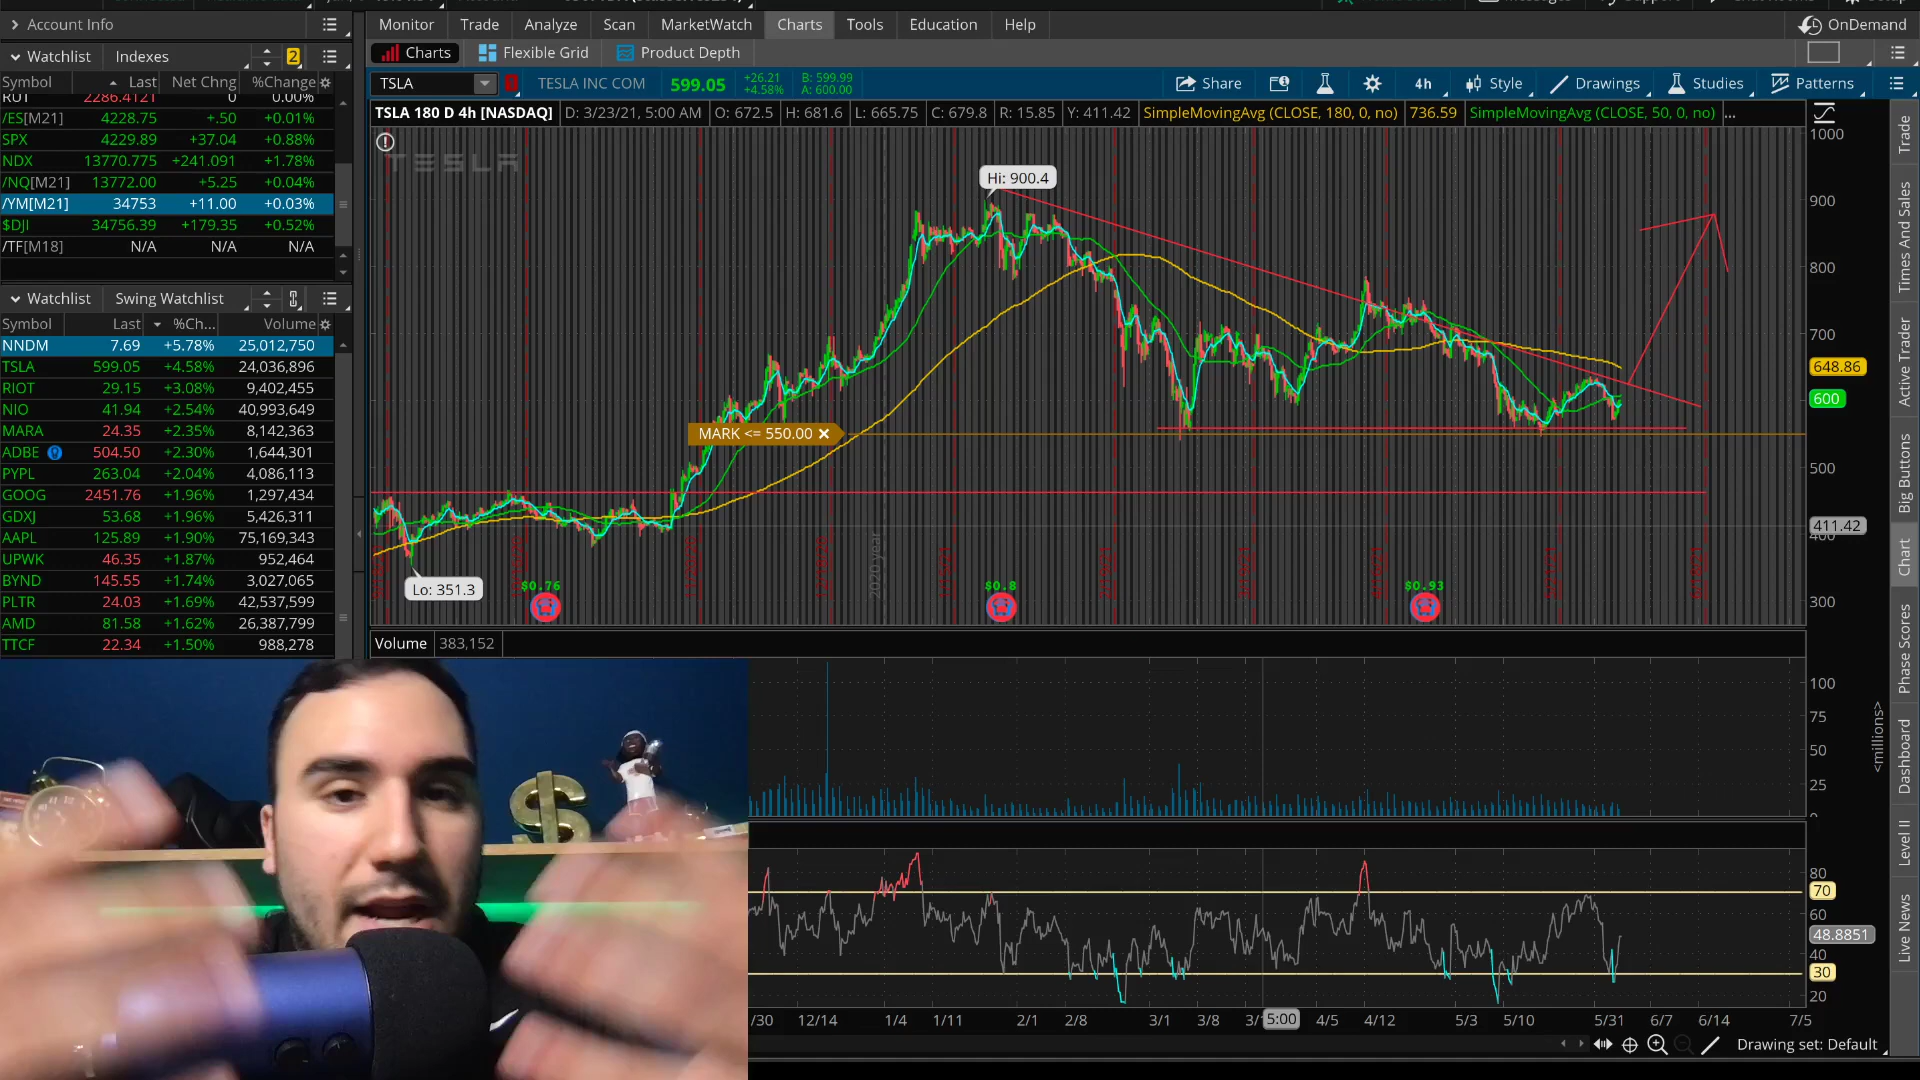 Account Info
Monitor Trade Analyze Scan MarketWatch Charts Tools Education Help
OnDemand
Watchlist Indexes 2
Charts Flexible Grid Product Depth
Symbol Last Net Chng %Change
TSLA TESLA INC COM 599.05 +26.21 +4.58% B: 599.99 A: 600.00 Share 4h Style Drawings Studies Patterns
RUT 2286.4121 0 0.00%
/ES[M21] 4228.75 +.50 +0.01%
SPX 4229.89 +37.04 +0.88%
NDX 13770.775 +241.091 +1.78%
/NQ[M21] 13772.00 +5.25 +0.04%
/YM[M21] 34753 +11.00 +0.03%
$DJI 34756.39 +179.35 +0.52%
/TF[M18] N/A N/A N/A
TSLA 180 D 4h [NASDAQ] D: 3/23/21, 5:00 AM O: 672.5 H: 681.6 L: 665.75 C: 679.8 R: 15.85 Y: 411.42 SimpleMovingAvg (CLOSE, 180, 0, no) 736.59 SimpleMovingAvg (CLOSE, 50, 0, no) ...
TESLA
Hi: 900.4
MARK <= 550.00
Lo: 351.3
$0.76
$0.8
$0.93
2020 year
1000
900
800
700
648.86
600
500
411.42
400
300
Watchlist Swing Watchlist
Symbol Last %Ch... Volume
NNDM 7.69 +5.78% 25,012,750
TSLA 599.05 +4.58% 24,036,896
RIOT 29.15 +3.08% 9,402,455
NIO 41.94 +2.54% 40,993,649
MARA 24.35 +2.35% 8,142,363
ADBE 504.50 +2.30% 1,644,301
PYPL 263.04 +2.04% 4,086,113
GOOG 2451.76 +1.96% 1,297,434
GDXJ 53.68 +1.96% 5,426,311
AAPL 125.89 +1.90% 75,169,343
UPWK 46.35 +1.87% 952,464
BYND 145.55 +1.74% 3,027,065
PLTR 24.03 +1.69% 42,537,599
AMD 81.58 +1.62% 26,387,799
TTCF 22.34 +1.50% 988,278
Volume 383,152
100
75
50
25
<millions>
80
70
60
48.8851
40
30
20
/30 12/14 1/4 1/11 2/1 2/8 3/1 3/8 5:00 4/5 4/12 5/3 5/10 5/31 6/7 6/14 7/5
Drawing set: Default
Trade
Times And Sales
Active Trader
Big Buttons
Chart
Phase Scores
Dashboard
Level II
Live News
$